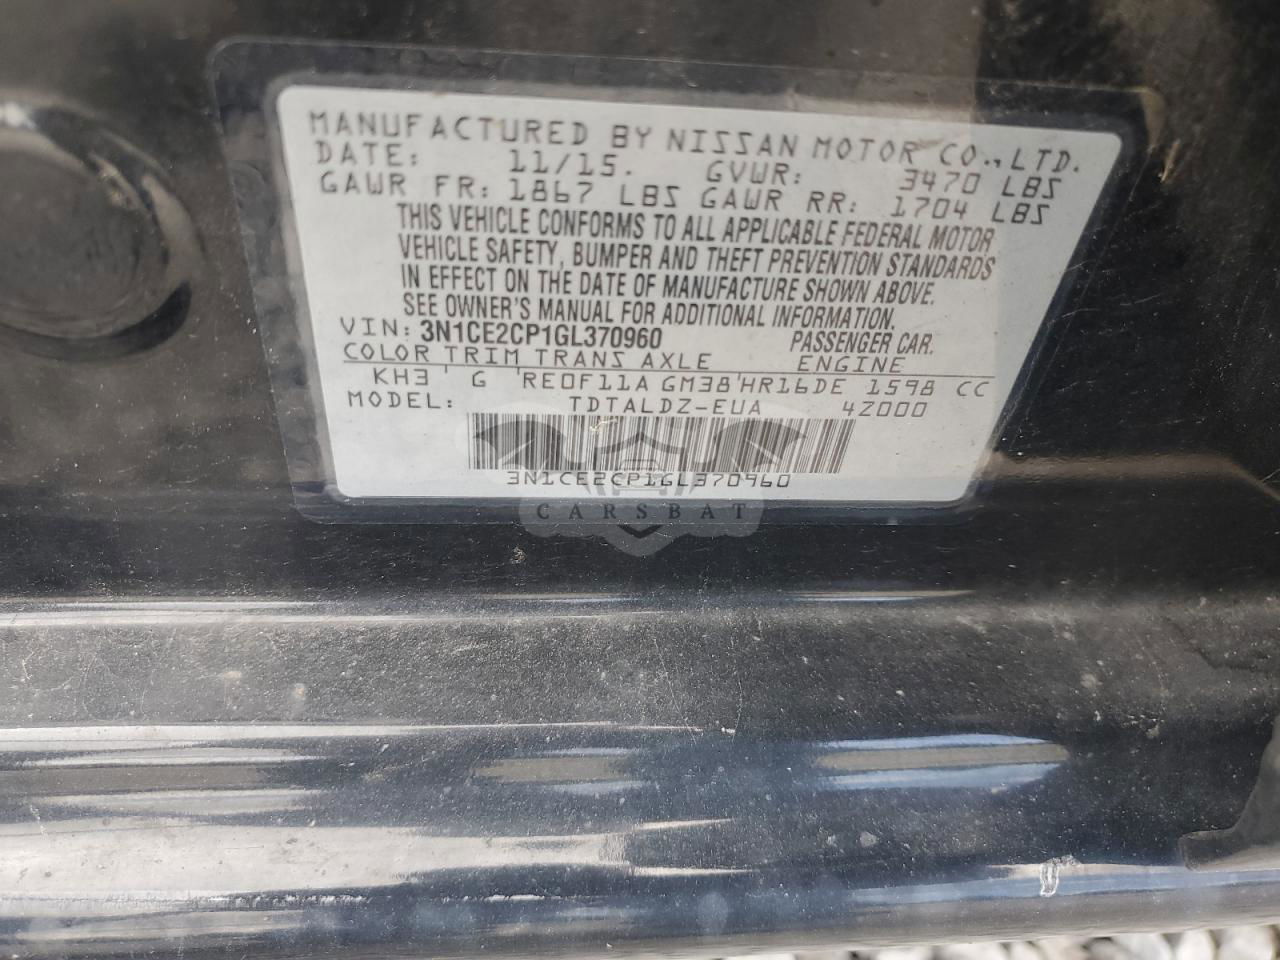 MANUFACTURED BY NISSAN MOTOR CO., LTD.
DATE: 11/15. GVWR: 3470 LBS
GAWR FR: 1867 LBS GAWR RR: 1704 LBS
THIS VEHICLE CONFORMS TO ALL APPLICABLE FEDERAL MOTOR
VEHICLE SAFETY, BUMPER AND THEFT PREVENTION STANDARDS
IN EFFECT ON THE DATE OF MANUFACTURE SHOWN ABOVE.
SEE OWNER'S MANUAL FOR ADDITIONAL INFORMATION.
VIN: 3N1CE2CP1GL370960 PASSENGER CAR.
COLOR TRIM TRANS AXLE ENGINE
KH3 G RE0F11A GM38 HR16DE 1598 CC
MODEL: TDTALDZ-EUA 42000
3N1CE2CP1GL370960
CARSBAT